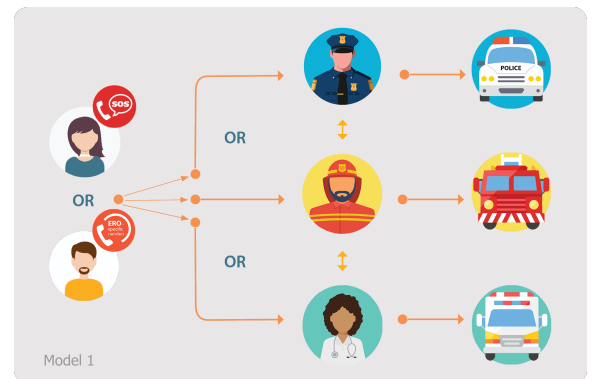 SOS
OR
ERO
specific
number
OR
OR
POLICE
Model 1